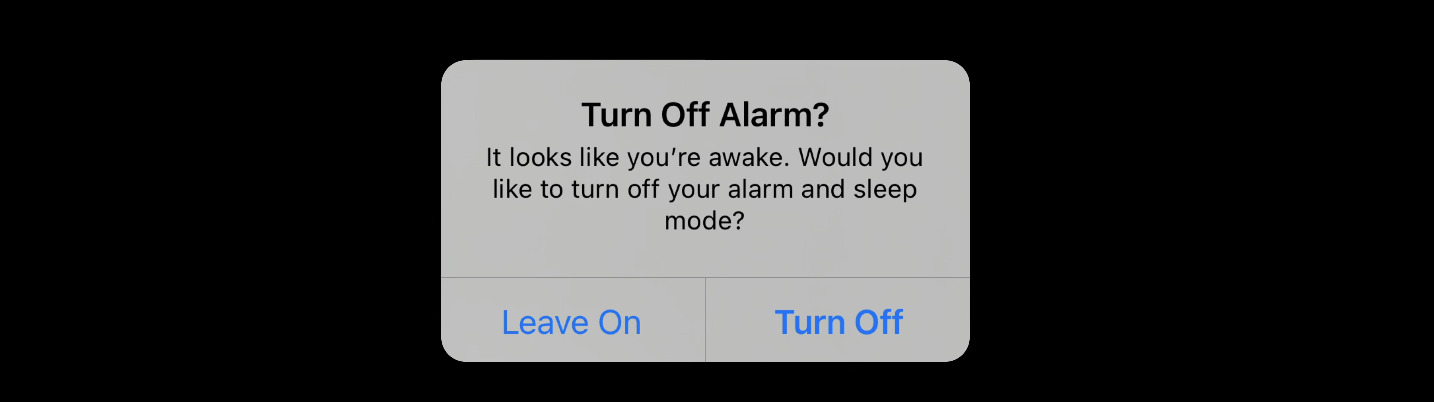 Turn Off Alarm?
It looks like you’re awake. Would you
like to turn off your alarm and sleep
mode?
Leave On
Turn Off